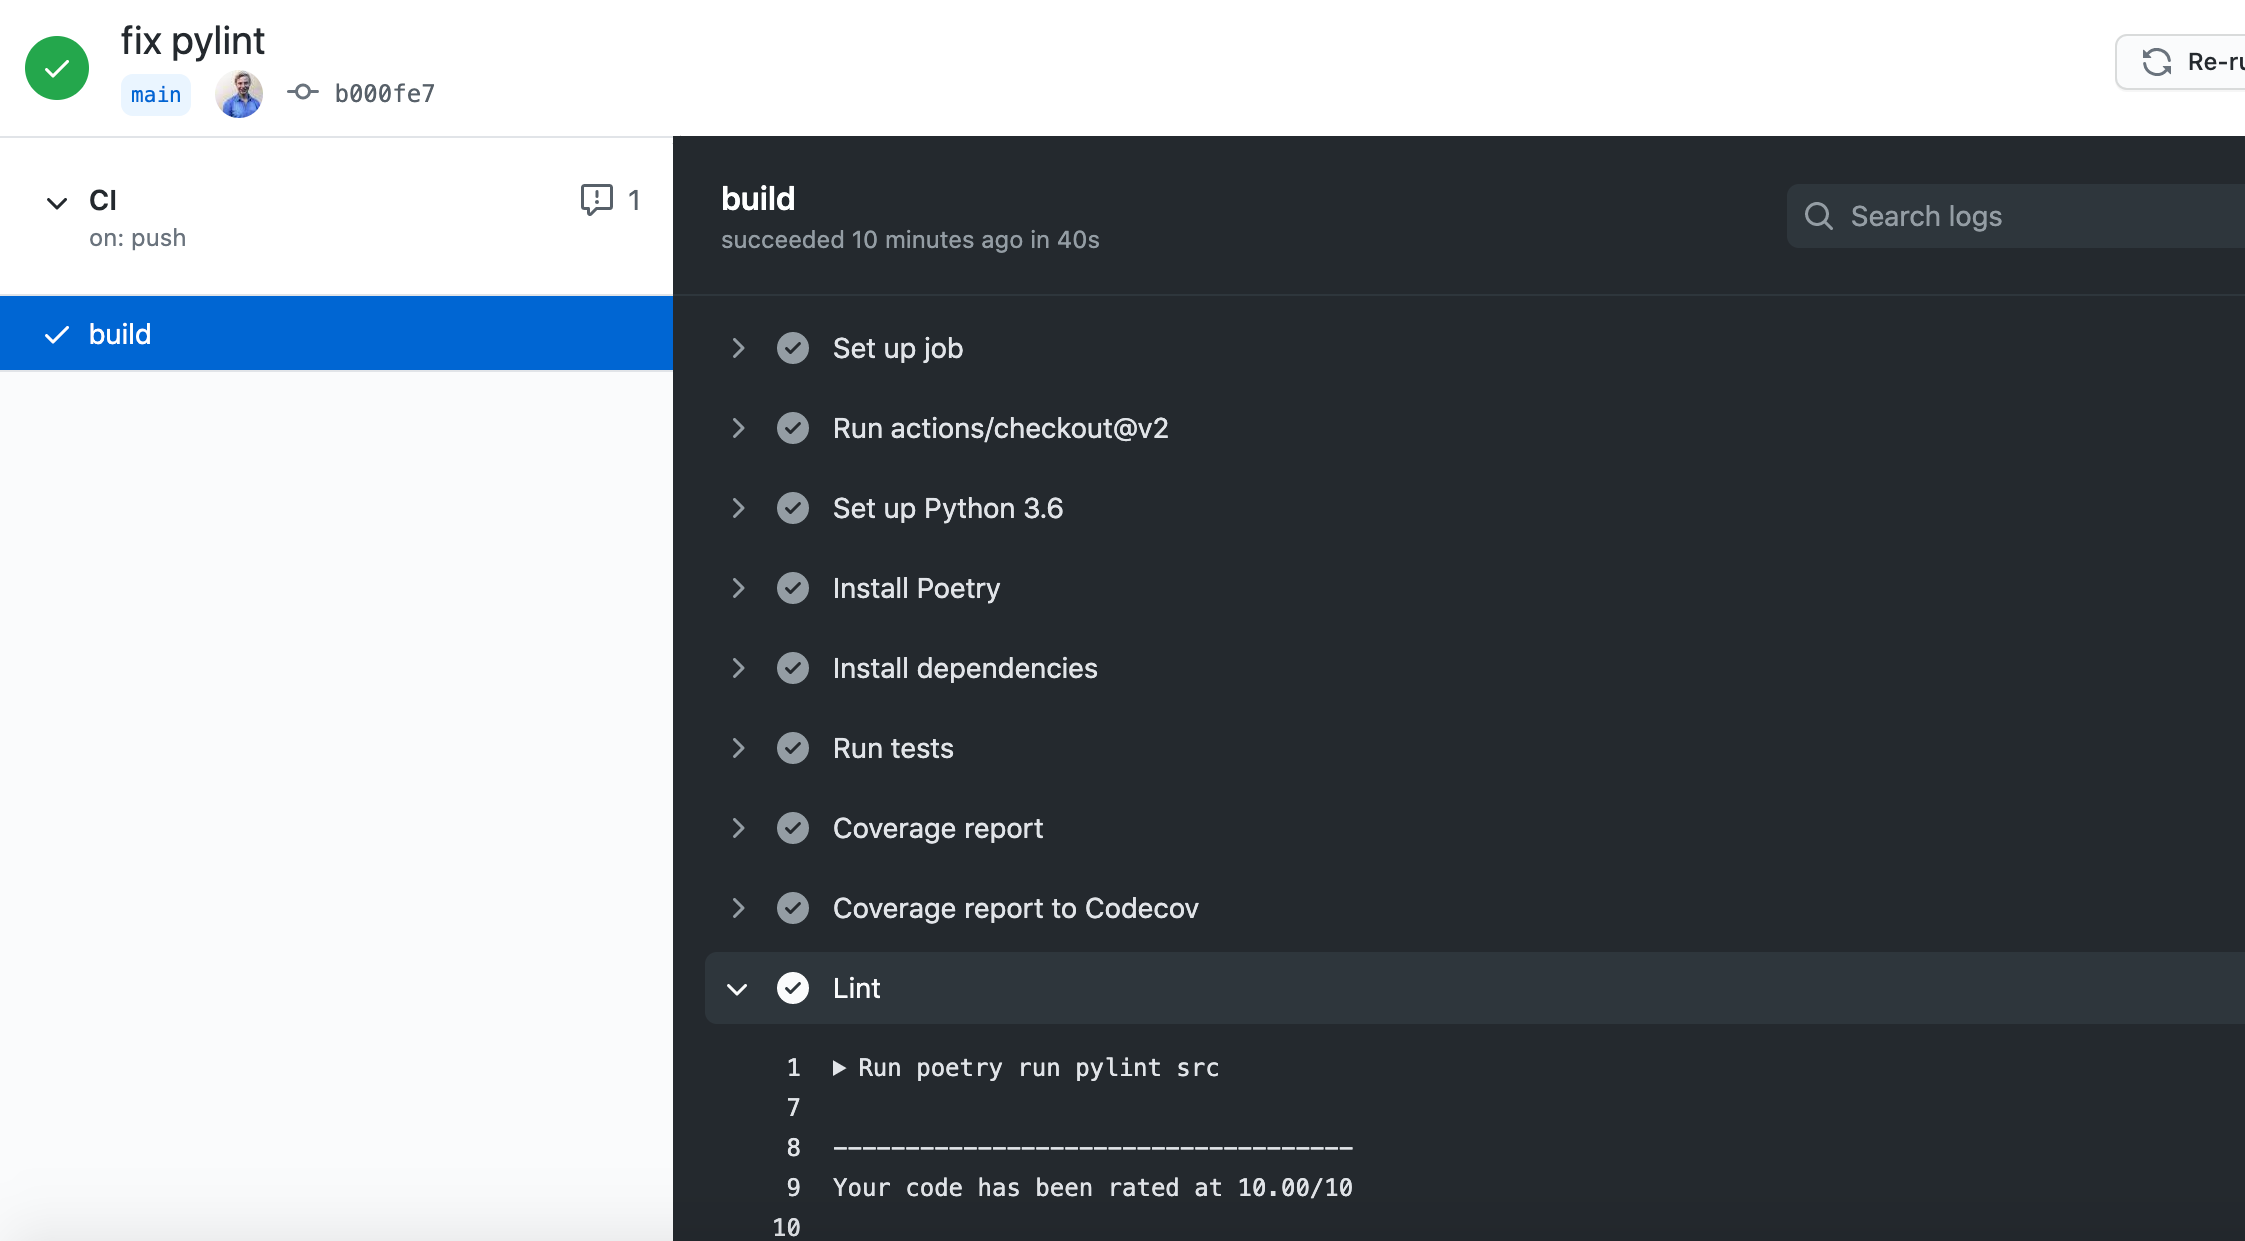 fix pylint
main b000fe7
Re-ru
CI 1
on: push
build
build
succeeded 10 minutes ago in 40s
Search logs
Set up job
Run actions/checkout@v2
Set up Python 3.6
Install Poetry
Install dependencies
Run tests
Coverage report
Coverage report to Codecov
Lint
1 Run poetry run pylint src
7
8 ------------------------------------
9 Your code has been rated at 10.00/10
10